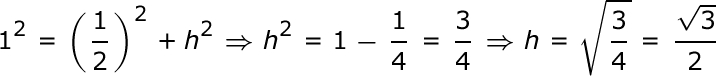 1² = (1/2)² + h² ⇒ h² = 1 − 1/4 = 3/4 ⇒ h = √(3/4) = √3/2